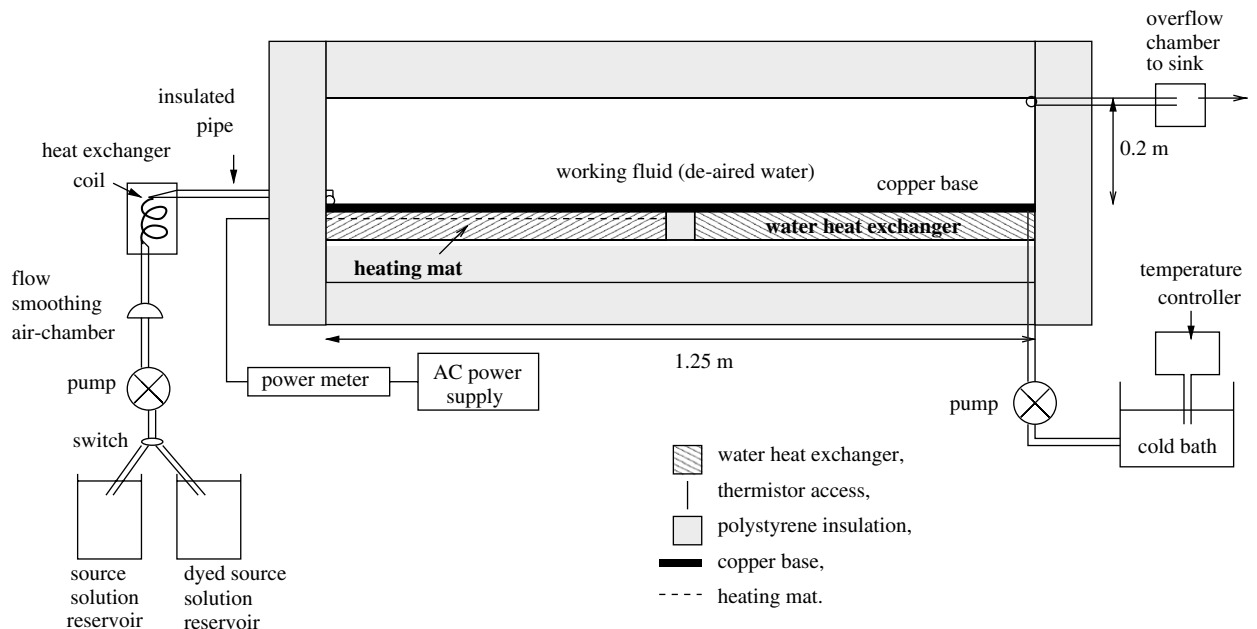 overflow
chamber
to sink
insulated
pipe
heat exchanger
coil
0.2 m
working fluid (de-aired water)
copper base
water heat exchanger
heating mat
flow
smoothing
air-chamber
temperature
controller
1.25 m
power meter
AC power
supply
pump
pump
switch
cold bath
water heat exchanger,
thermistor access,
polystyrene insulation,
copper base,
heating mat.
source
solution
reservoir
dyed source
solution
reservoir